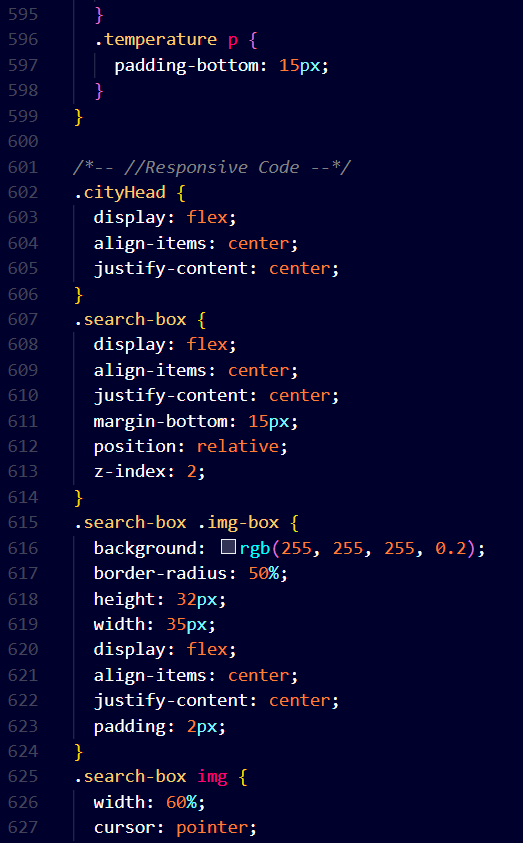 595 }
596 .temperature p {
597 padding-bottom: 15px;
598 }
599 }
600
601 /*-- //Responsive Code --*/
602 .cityHead {
603 display: flex;
604 align-items: center;
605 justify-content: center;
606 }
607 .search-box {
608 display: flex;
609 align-items: center;
610 justify-content: center;
611 margin-bottom: 15px;
612 position: relative;
613 z-index: 2;
614 }
615 .search-box .img-box {
616 background: rgb(255, 255, 255, 0.2);
617 border-radius: 50%;
618 height: 32px;
619 width: 35px;
620 display: flex;
621 align-items: center;
622 justify-content: center;
623 padding: 2px;
624 }
625 .search-box img {
626 width: 60%;
627 cursor: pointer;